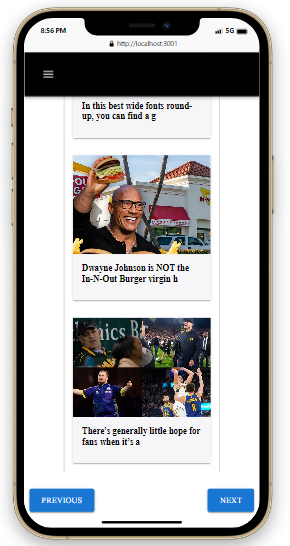 8:56 PM
5G
http://localhost:3001
In this best wide fonts round-
up, you can find a g
Dwayne Johnson is NOT the
In-N-Out Burger virgin h
There's generally little hope for
fans when it's a
PREVIOUS
NEXT